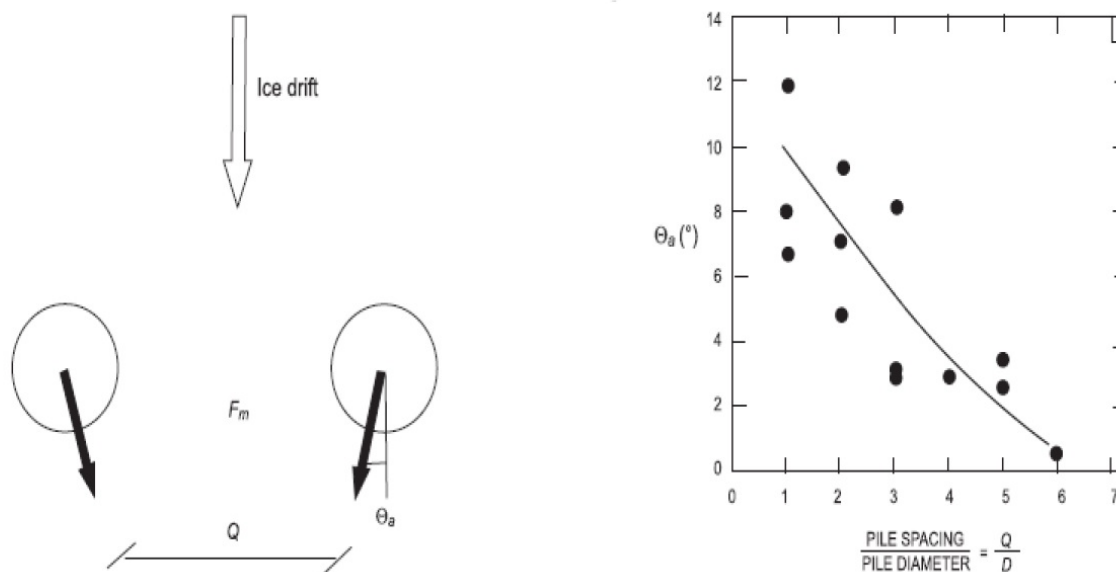 Ice drift
F_m
Θ_a
Q
14
12
10
8
6
4
2
0
Θ_a (°)
0 1 2 3 4 5 6 7
PILE SPACING
PILE DIAMETER = Q
D